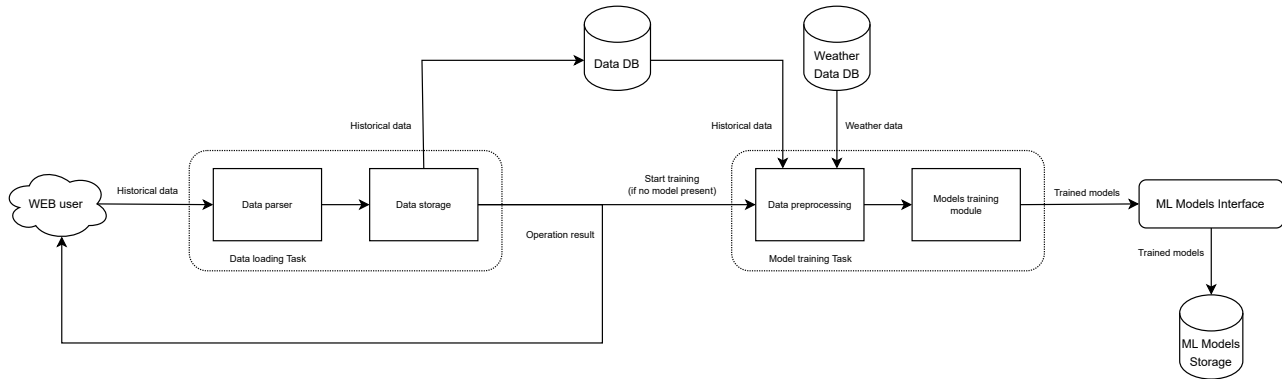 Data DB
Weather
Data DB
Historical data
Historical data
Weather data
WEB user
Historical data
Data parser
Data storage
Start training
(if no model present)
Operation result
Data preprocessing
Models training
module
Trained models
ML Models Interface
Data loading Task
Model training Task
Trained models
ML Models
Storage